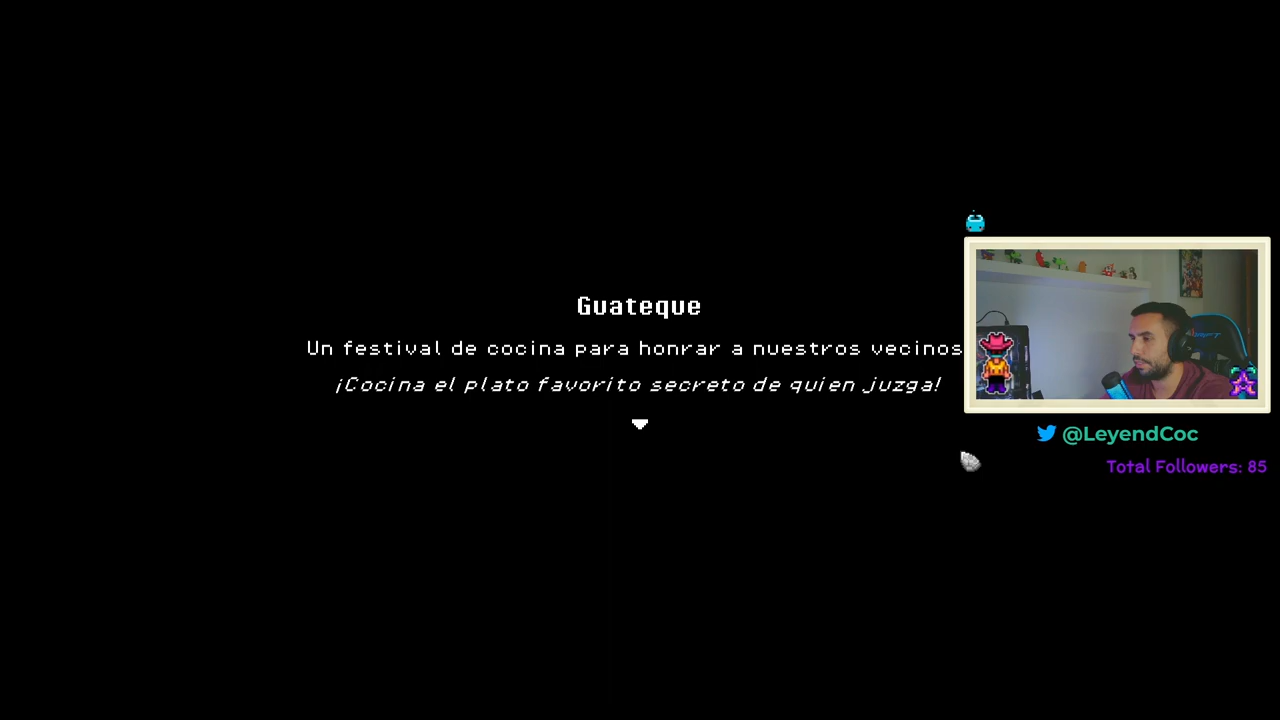 Guateque
Un festival de cocina para honrar a nuestros vecinos
¡Cocina el plato favorito secreto de quien juzga!
@LeyendCoc
Total Followers: 85